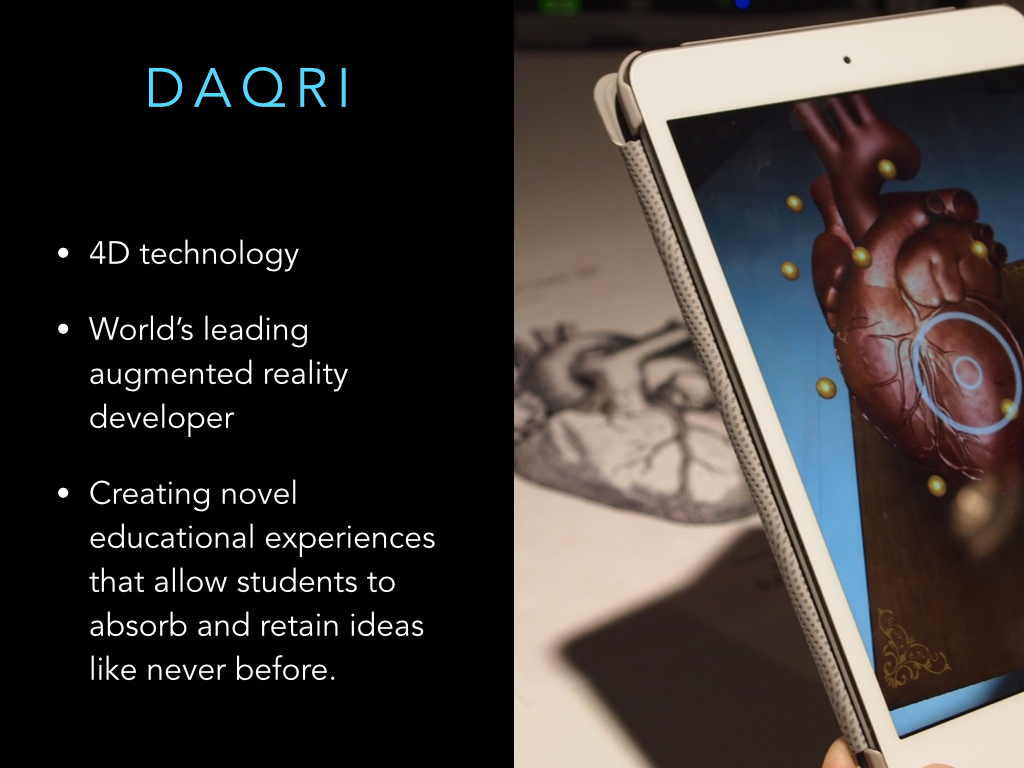 DAQRI
• 4D technology
• World’s leading
augmented reality
developer
• Creating novel
educational experiences
that allow students to
absorb and retain ideas
like never before.